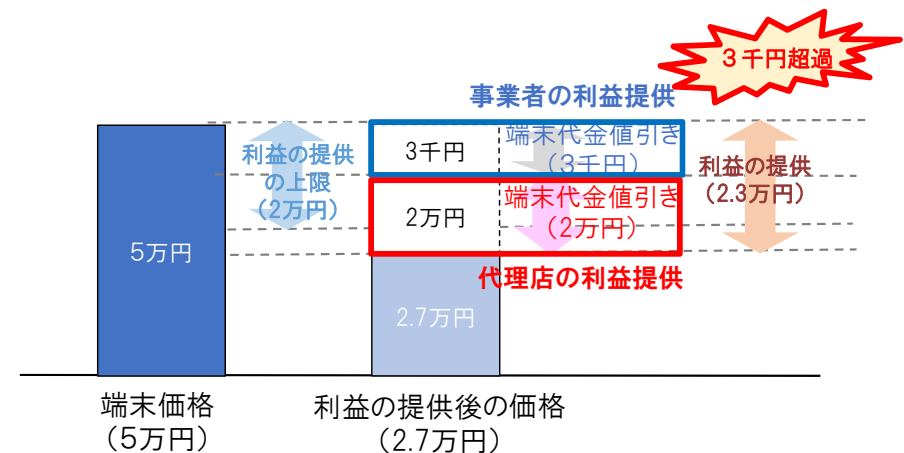 ３千円超過
事業者の利益提供
利益の提供
の上限
（2万円）
3千円
端末代金値引き
（3千円）
利益の提供
（2.3万円）
5万円
2万円
端末代金値引き
（2万円）
代理店の利益提供
2.7万円
端末価格
（5万円）
利益の提供後の価格
（2.7万円）